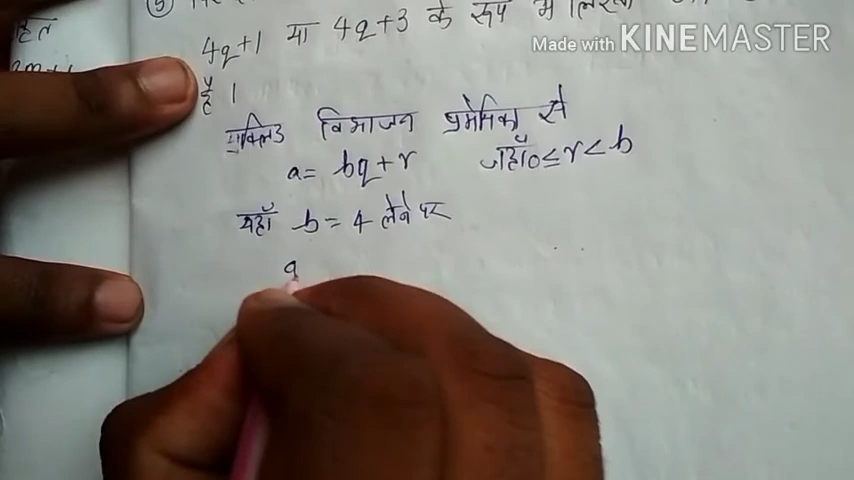 4q+1 या 4q+3 के रूप में
Made with KINEMASTER
है ।
युक्लिड विभाजन प्रमेयिका से
a = bq + r जहाँ 0 ≤ r < b
यहाँ b = 4 लेने पर
a